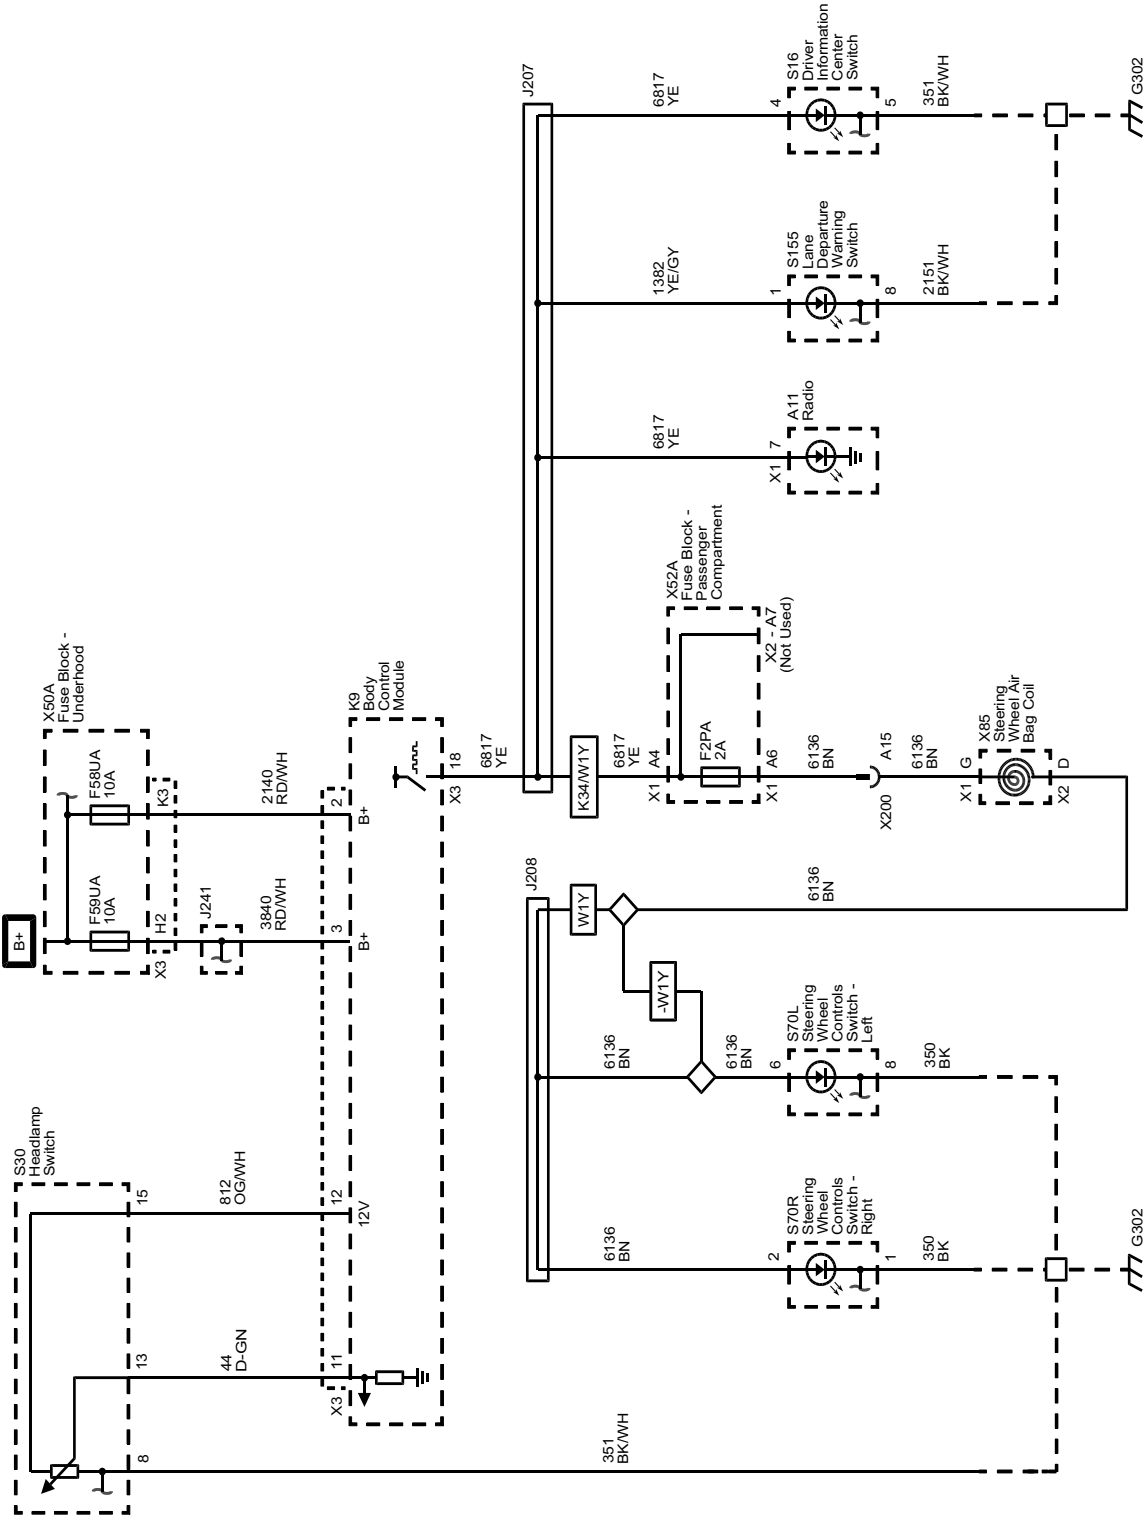 S30
Headlamp
Switch
8
13
15
351
BK/WH
44
D-GN
812
OG/WH
X3
11
12
12V
B+
X50A
Fuse Block -
Underhood
F59UA
10A
F58UA
10A
X3
H2
K3
J241
3840
RD/WH
2140
RD/WH
3
B+
2
B+
K9
Body
Control
Module
X3
18
6817
YE
J207
K34/W1Y
6817
YE
X1
A4
X52A
Fuse Block -
Passenger
Compartment
F2PA
2A
X2 - A7
(Not Used)
X1
A6
6136
BN
X200
A15
6136
BN
X1
G
X85
Steering
Wheel Air
Bag Coil
X2
D
6136
BN
J208
W1Y
-W1Y
6136
BN
6136
BN
6136
BN
2
S70R
Steering
Wheel
Controls
Switch -
Right
1
350
BK
6
S70L
Steering
Wheel
Controls
Switch -
Left
8
350
BK
G302
6817
YE
X1
7
A11
Radio
1382
YE/GY
1
S155
Lane
Departure
Warning
Switch
8
2151
BK/WH
6817
YE
4
S16
Driver
Information
Center
Switch
5
351
BK/WH
G302